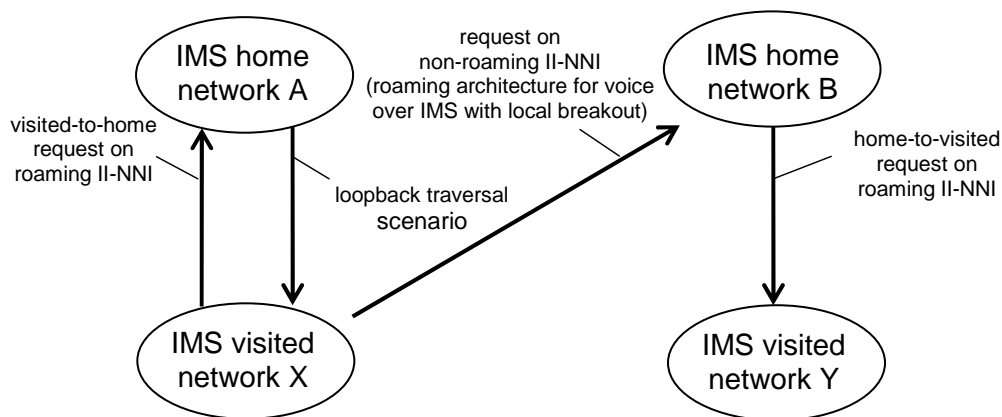 IMS home
network A
request on
non-roaming II-NNI
(roaming architecture for voice
over IMS with local breakout)
IMS home
network B
visited-to-home
request on
roaming II-NNI
loopback traversal
scenario
home-to-visited
request on
roaming II-NNI
IMS visited
network X
IMS visited
network Y